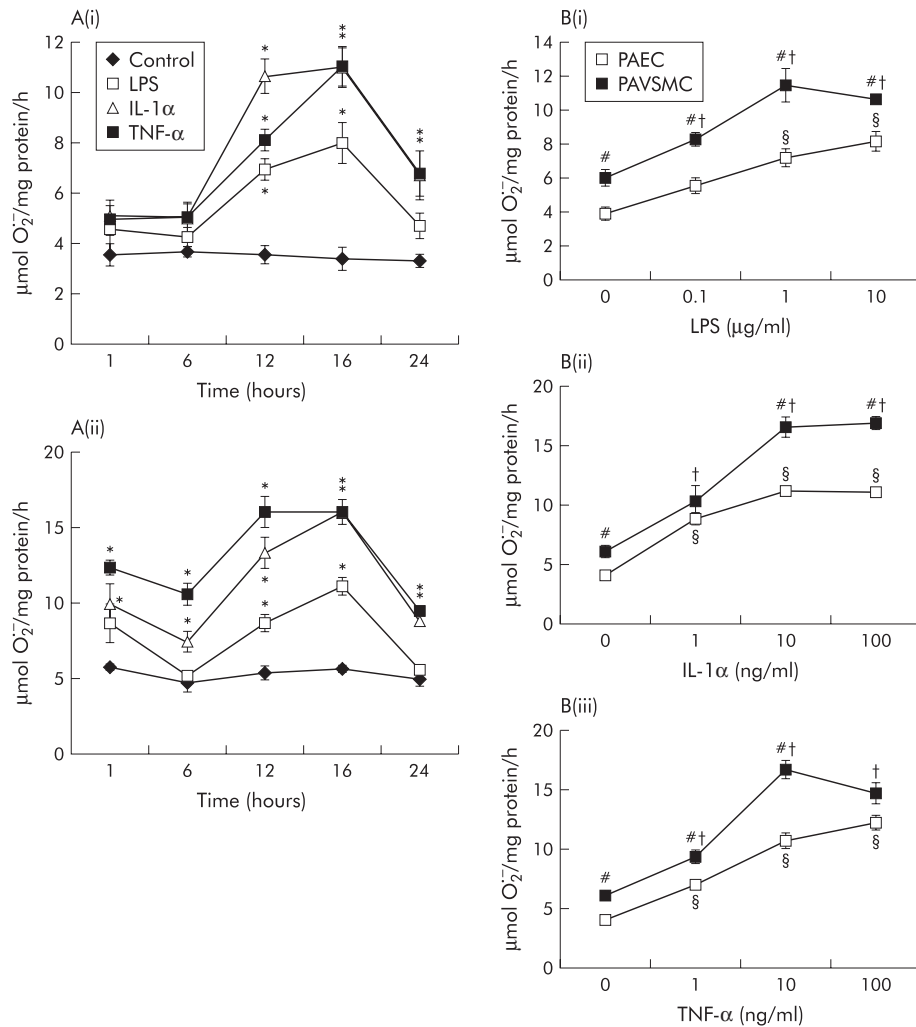 A(i)
μmol O₂·⁻/mg protein/h
12
10
8
6
4
2
0
Control
LPS
IL-1α
TNF-α
*
*
*
*
*
*
*
*
*
1 6 12 16 24
Time (hours)
A(ii)
μmol O₂·⁻/mg protein/h
20
15
10
5
0
*
*
*
*
*
*
*
*
*
*
*
*
*
1 6 12 16 24
Time (hours)
B(i)
μmol O₂·⁻/mg protein/h
14
12
10
8
6
4
2
0
PAEC
PAVSMC
#
#†
#†
#†
§
§
0 0.1 1 10
LPS (μg/ml)
B(ii)
μmol O₂·⁻/mg protein/h
20
15
10
5
0
#
†
#†
#†
§
§
§
0 1 10 100
IL-1α (ng/ml)
B(iii)
μmol O₂·⁻/mg protein/h
20
15
10
5
0
#
#†
#†
†
§
§
§
0 1 10 100
TNF-α (ng/ml)